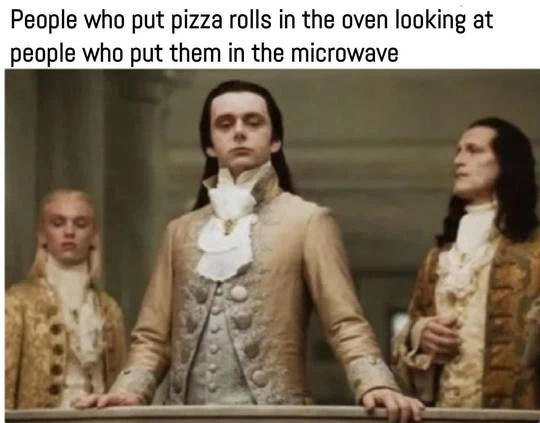 People who put pizza rolls in the oven looking at
people who put them in the microwave